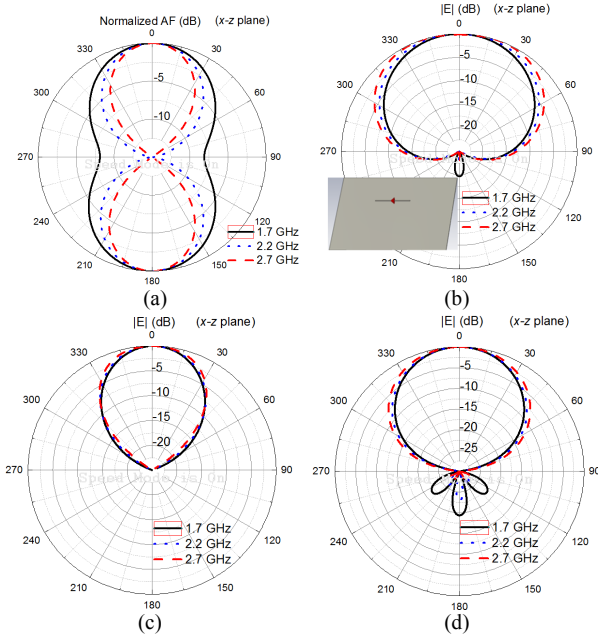 Normalized AF (dB) (x-z plane)
0
330 30
-5
300 60
-10
270 90
240 120
210 150
180
1.7 GHz
2.2 GHz
2.7 GHz
(a)
|E| (dB) (x-z plane)
0
330 30
-5
-10
300 60
-15
-20
270 90
240 120
210 150
180
1.7 GHz
2.2 GHz
2.7 GHz
(b)
|E| (dB) (x-z plane)
0
330 30
-5
-10
300 60
-15
-20
270 90
240 120
210 150
180
1.7 GHz
2.2 GHz
2.7 GHz
(c)
|E| (dB) (x-z plane)
0
330 30
-5
-10
300 60
-15
-20
-25
270 90
240 120
210 150
180
1.7 GHz
2.2 GHz
2.7 GHz
(d)